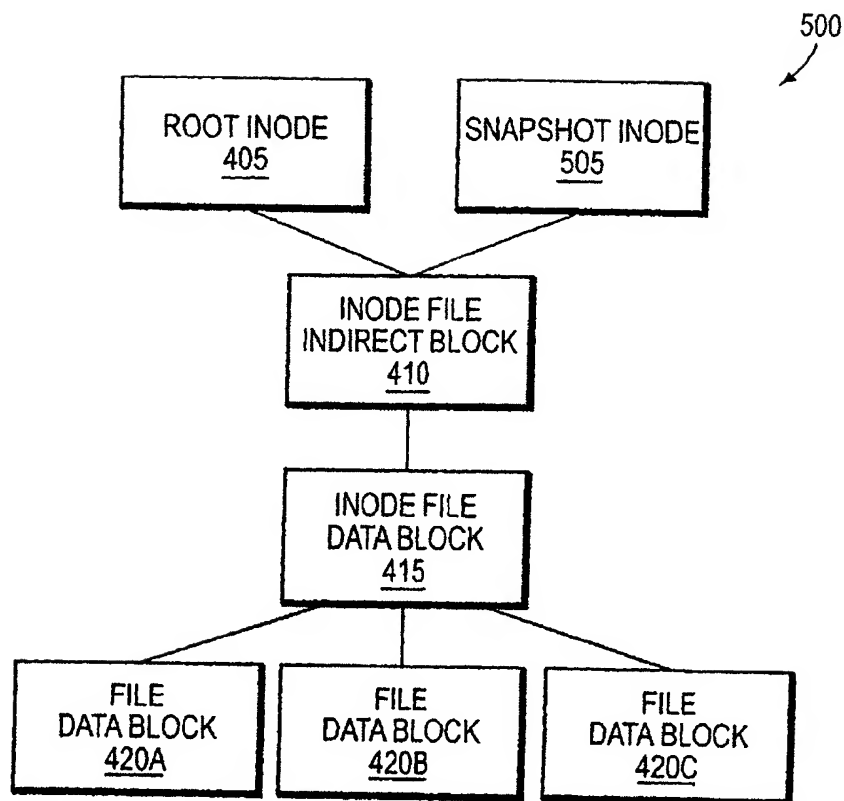 500
ROOT INODE
405
SNAPSHOT INODE
505
INODE FILE
INDIRECT BLOCK
410
INODE FILE
DATA BLOCK
415
FILE
DATA BLOCK
420A
FILE
DATA BLOCK
420B
FILE
DATA BLOCK
420C